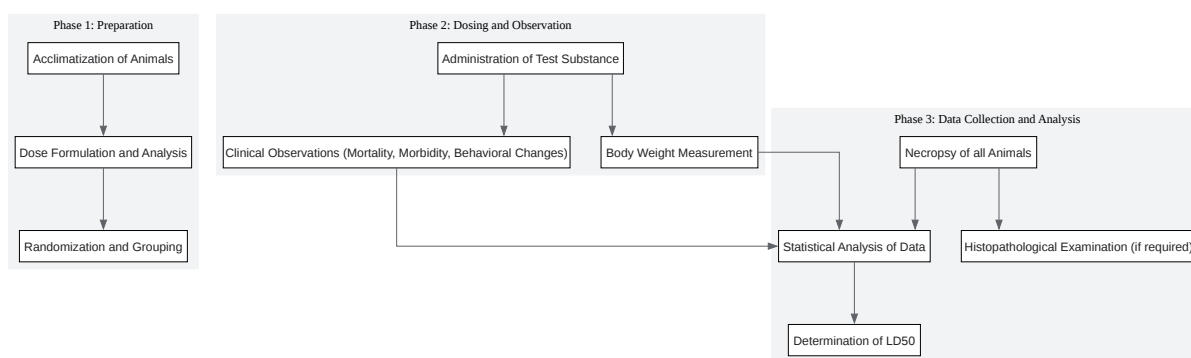 Phase 1: Preparation
Acclimatization of Animals
Dose Formulation and Analysis
Randomization and Grouping
Phase 2: Dosing and Observation
Administration of Test Substance
Clinical Observations (Mortality, Morbidity, Behavioral Changes)
Body Weight Measurement
Phase 3: Data Collection and Analysis
Necropsy of all Animals
Statistical Analysis of Data
Histopathological Examination (if required)
Determination of LD50